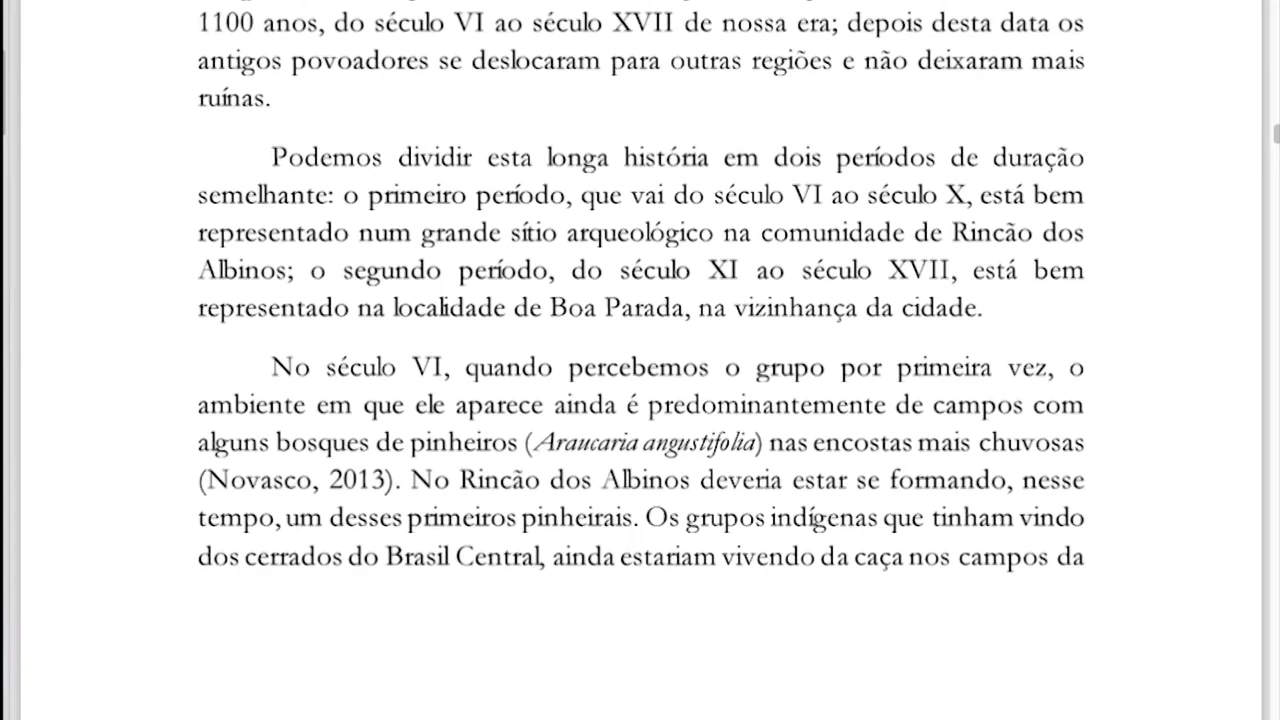 1100 anos, do século VI ao século XVII de nossa era; depois desta data os
antigos povoadores se deslocaram para outras regiões e não deixaram mais
ruínas.
Podemos dividir esta longa história em dois períodos de duração
semelhante: o primeiro período, que vai do século VI ao século X, está bem
representado num grande sítio arqueológico na comunidade de Rincão dos
Albinos; o segundo período, do século XI ao século XVII, está bem
representado na localidade de Boa Parada, na vizinhança da cidade.
No século VI, quando percebemos o grupo por primeira vez, o
ambiente em que ele aparece ainda é predominantemente de campos com
alguns bosques de pinheiros (Araucaria angustifolia) nas encostas mais chuvosas
(Novasco, 2013). No Rincão dos Albinos deveria estar se formando, nesse
tempo, um desses primeiros pinheirais. Os grupos indígenas que tinham vindo
dos cerrados do Brasil Central, ainda estariam vivendo da caça nos campos da